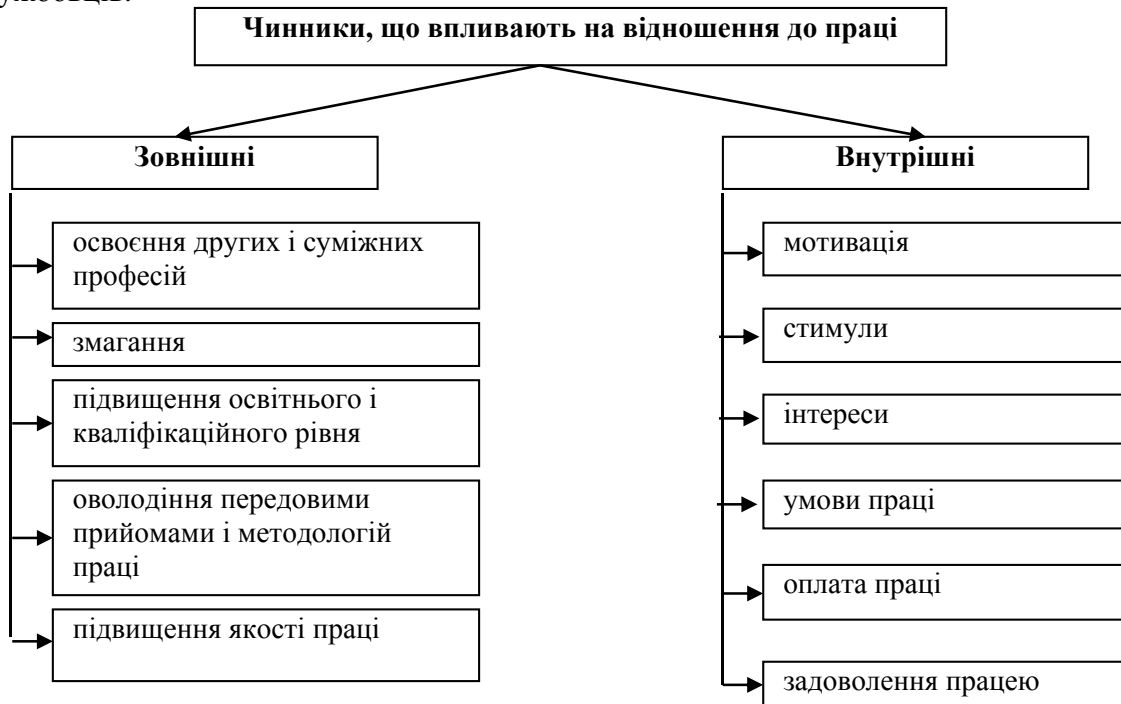 Чинники, що впливають на відношення до праці
Зовнішні
освоєння других і суміжних
професій
змагання
підвищення освітнього і
кваліфікаційного рівня
оволодіння передовими
прийомами і методологій
праці
підвищення якості праці
Внутрішні
мотивація
стимули
інтереси
умови праці
оплата праці
задоволення працею